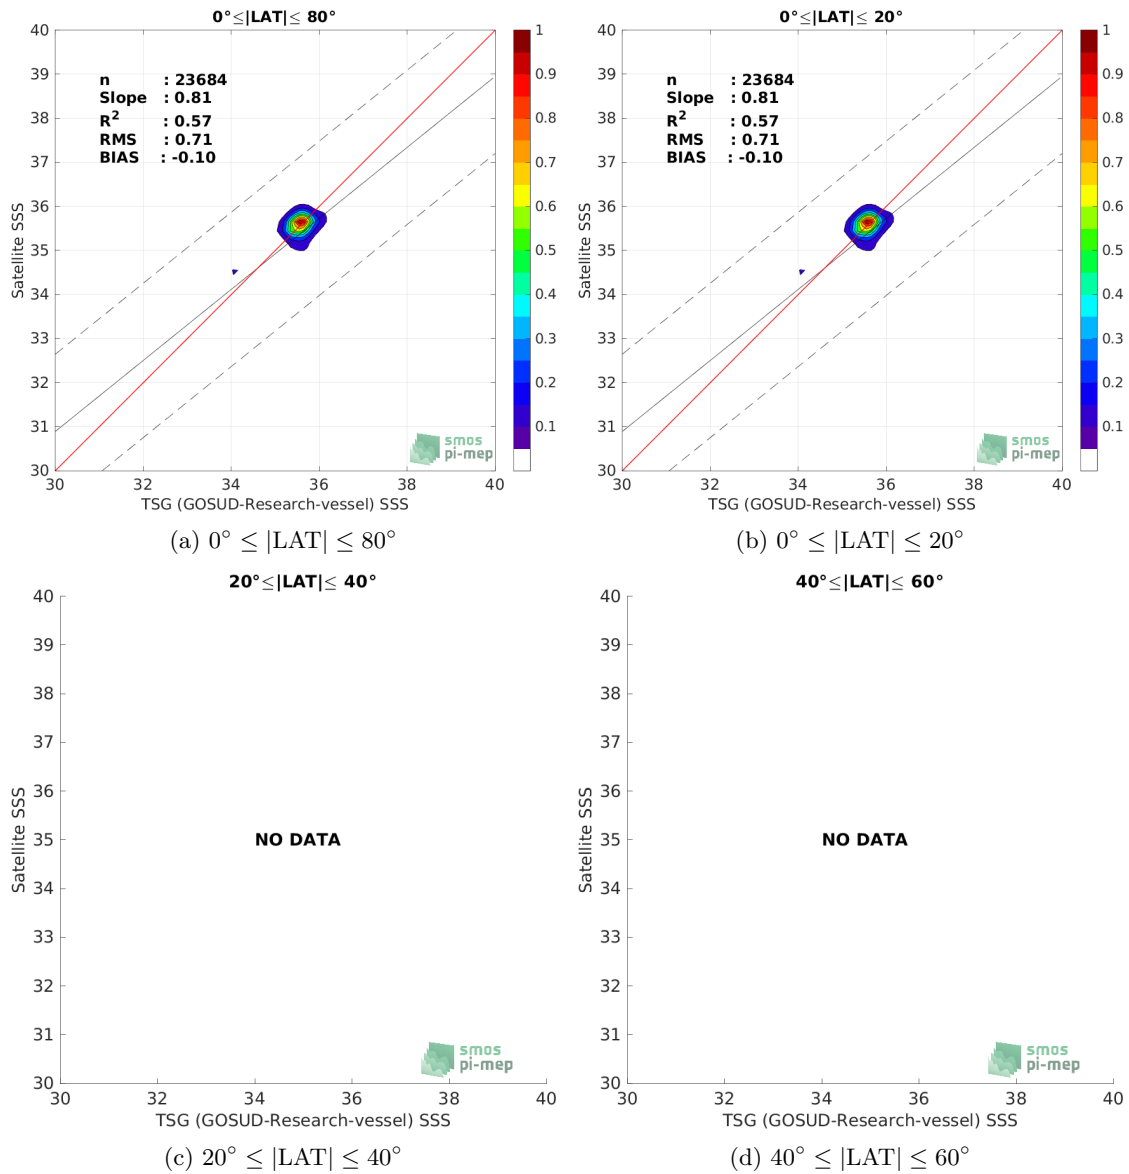 0°≤|LAT|≤ 80°
40
39
38
37
36
35
34
33
32
31
30
Satellite SSS
n : 23684
Slope : 0.81
R2 : 0.57
RMS : 0.71
BIAS : -0.10
smos
pi-mep
30 32 34 36 38 40
TSG (GOSUD-Research-vessel) SSS
1
0.9
0.8
0.7
0.6
0.5
0.4
0.3
0.2
0.1
(a) 0° ≤ |LAT| ≤ 80°
0°≤|LAT|≤ 20°
40
39
38
37
36
35
34
33
32
31
30
Satellite SSS
n : 23684
Slope : 0.81
R2 : 0.57
RMS : 0.71
BIAS : -0.10
smos
pi-mep
30 32 34 36 38 40
TSG (GOSUD-Research-vessel) SSS
1
0.9
0.8
0.7
0.6
0.5
0.4
0.3
0.2
0.1
(b) 0° ≤ |LAT| ≤ 20°
20°≤|LAT|≤ 40°
40
39
38
37
36
35
34
33
32
31
30
Satellite SSS
NO DATA
smos
pi-mep
30 32 34 36 38 40
TSG (GOSUD-Research-vessel) SSS
(c) 20° ≤ |LAT| ≤ 40°
40°≤|LAT|≤ 60°
40
39
38
37
36
35
34
33
32
31
30
Satellite SSS
NO DATA
smos
pi-mep
30 32 34 36 38 40
TSG (GOSUD-Research-vessel) SSS
(d) 40° ≤ |LAT| ≤ 60°